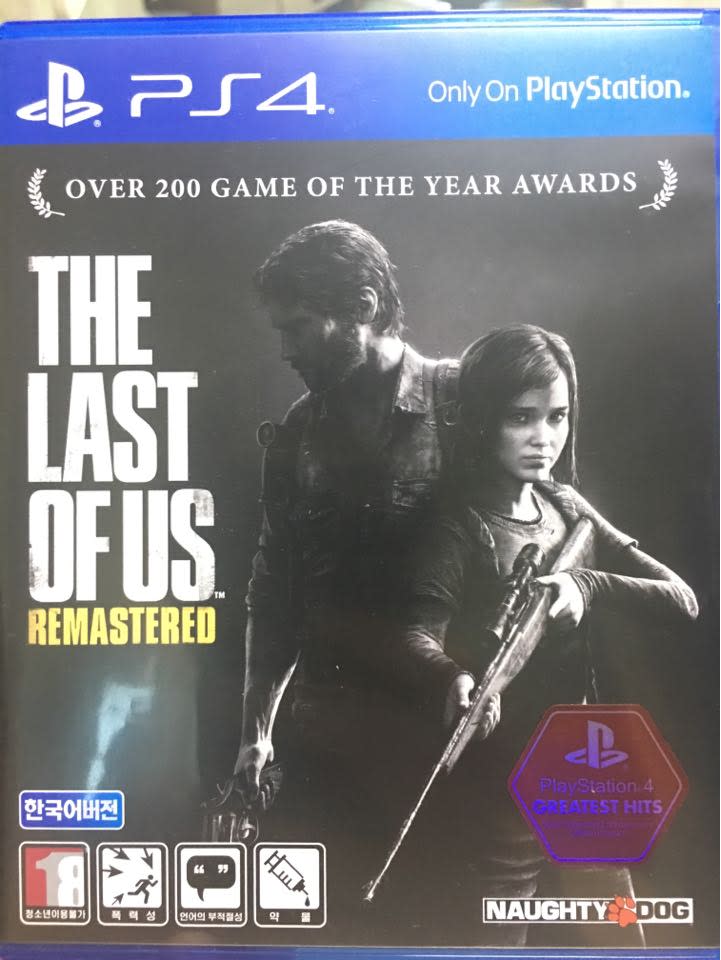 PS4
Only On PlayStation.
OVER 200 GAME OF THE YEAR AWARDS
THE
LAST
OF US
™
REMASTERED
PlayStation 4
GREATEST HITS
한국어버전
18
청소년이용불가
폭력성
언어의 부적절성
약물
NAUGHTY DOG